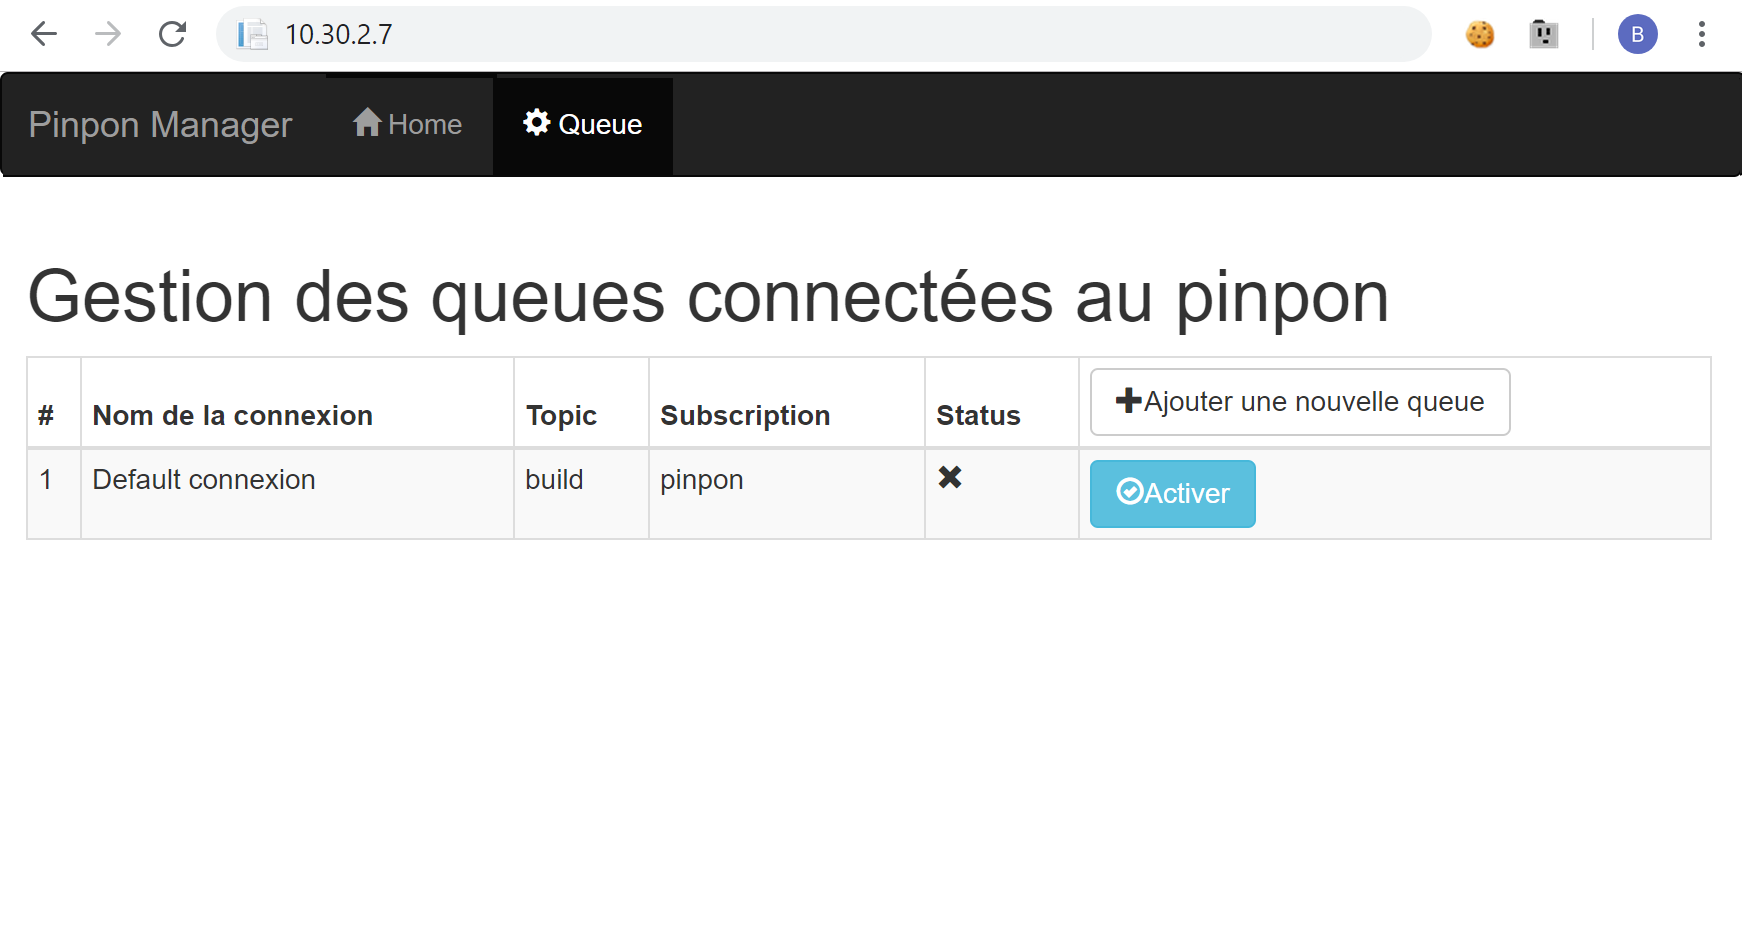 10.30.2.7
B
Pinpon Manager Home Queue
Gestion des queues connectées au pinpon
# Nom de la connexion Topic Subscription Status Ajouter une nouvelle queue
1 Default connexion build pinpon Activer